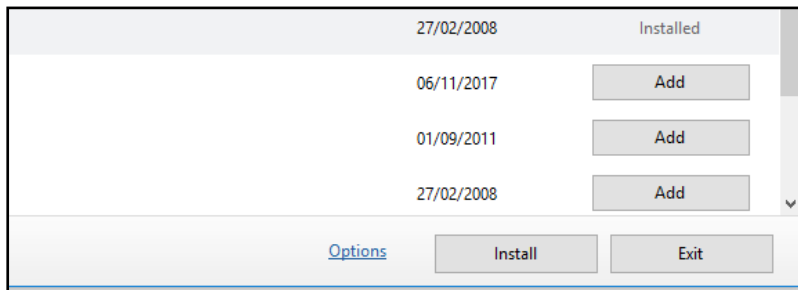 27/02/2008 Installed
06/11/2017 Add
01/09/2011 Add
27/02/2008 Add
Options Install Exit